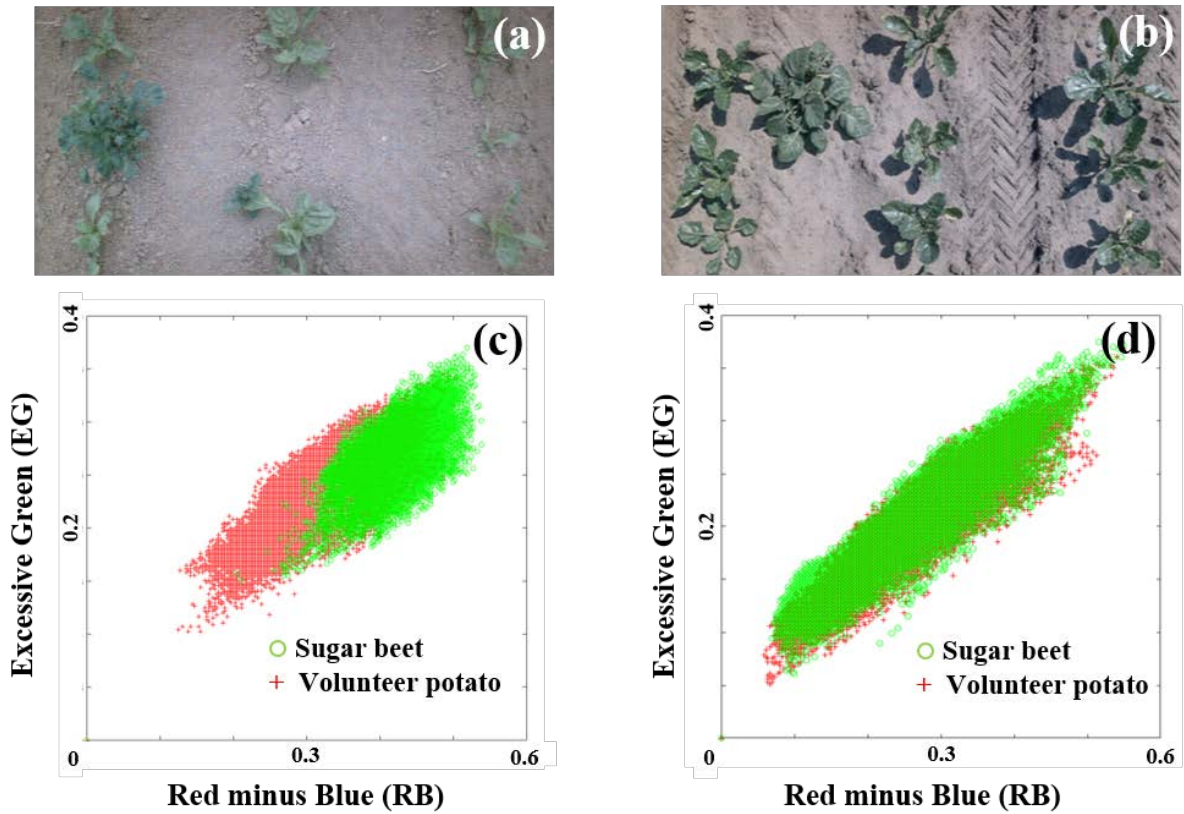 (a)
(b)
0.4
(c)
Excessive Green (EG)
0.2
Sugar beet
Volunteer potato
0
0.3
0.6
Red minus Blue (RB)
0.4
(d)
Excessive Green (EG)
0.2
Sugar beet
Volunteer potato
0
0.3
0.6
Red minus Blue (RB)